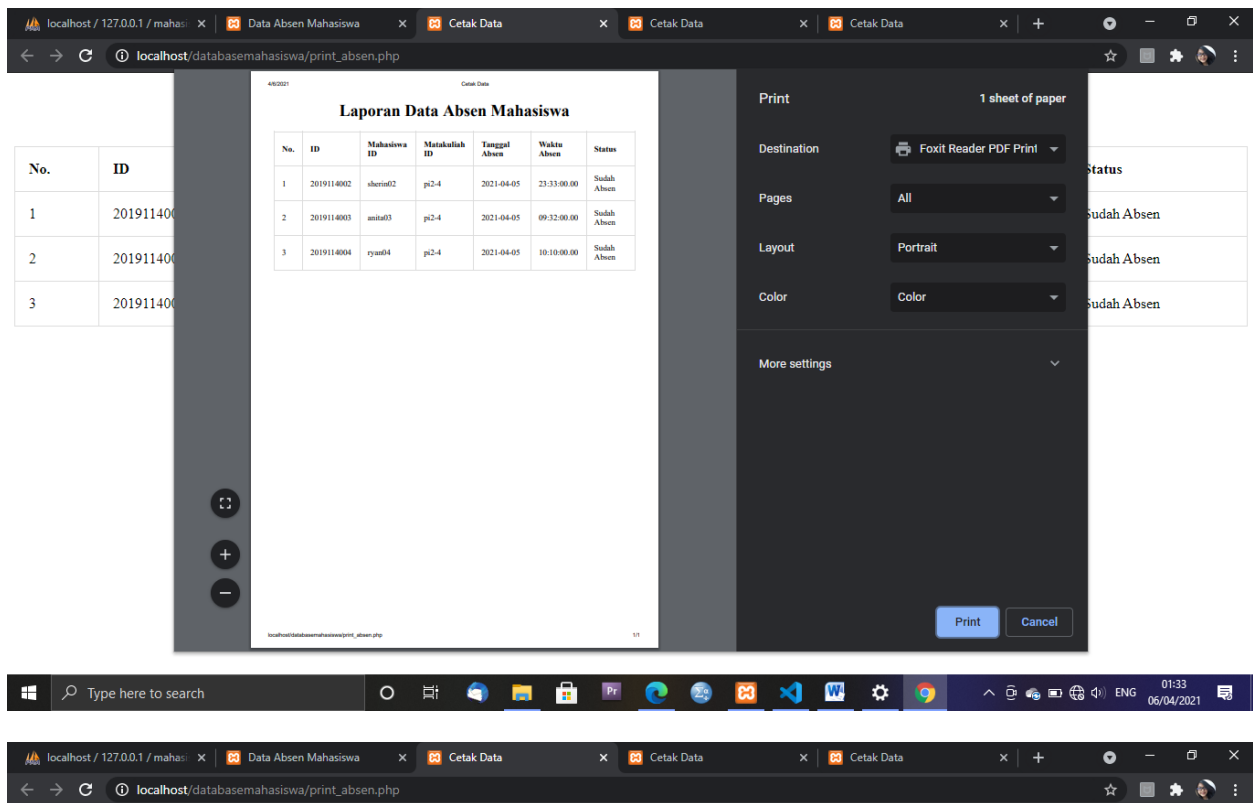 localhost / 127.0.0.1 / mahasi
Data Absen Mahasiswa
Cetak Data
Cetak Data
Cetak Data
localhost/databasemahasiswa/print_absen.php
4/6/2021 Cetak Data
Laporan Data Absen Mahasiswa
No. ID Mahasiswa ID Matakuliah ID Tanggal Absen Waktu Absen Status
1 2019114002 sherin02 pi2-4 2021-04-05 23:33:00.00 Sudah Absen
2 2019114003 anita03 pi2-4 2021-04-05 09:32:00.00 Sudah Absen
3 2019114004 ryan04 pi2-4 2021-04-05 10:10:00.00 Sudah Absen
localhost/databasemahasiswa/print_absen.php 1/1
Print 1 sheet of paper
Destination Foxit Reader PDF Print
Pages All
Layout Portrait
Color Color
More settings
Print Cancel
No. ID Status
1 201911400 Sudah Absen
2 201911400 Sudah Absen
3 201911400 Sudah Absen
Type here to search
Pr
ENG
01:33
06/04/2021
localhost / 127.0.0.1 / mahasi
Data Absen Mahasiswa
Cetak Data
Cetak Data
Cetak Data
localhost/databasemahasiswa/print_absen.php